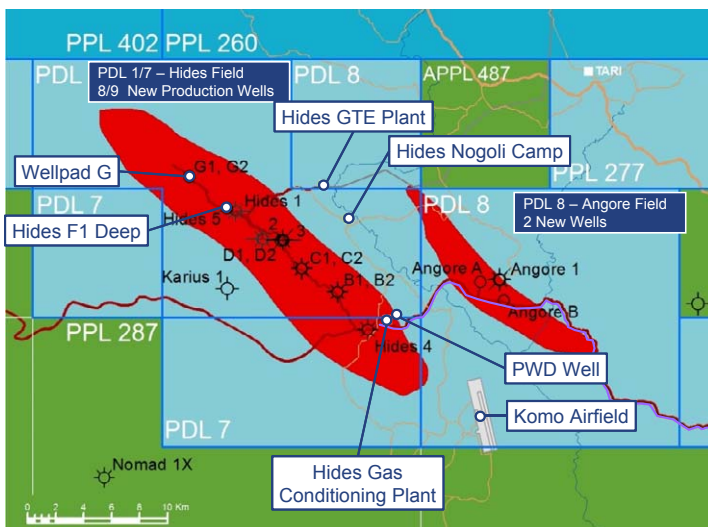 PPL 402
PPL 260
PDL 1
PDL 1/7 – Hides Field
8/9 New Production Wells
PDL 8
APPL 487
TARI
Hides GTE Plant
Hides Nogoli Camp
PPL 277
Wellpad G
G1, G2
PDL 7
Hides 1
Hides 5
Hides F1 Deep
PDL 8
PDL 8 – Angore Field
2 New Wells
2
3
D1, D2
C1, C2
Karius 1
B1, B2
Angore A
Angore 1
Angore B
PPL 287
Hides 4
PWD Well
PDL 7
Komo Airfield
Hides Gas
Conditioning Plant
Nomad 1X
0 2 4 6 8 10 Km